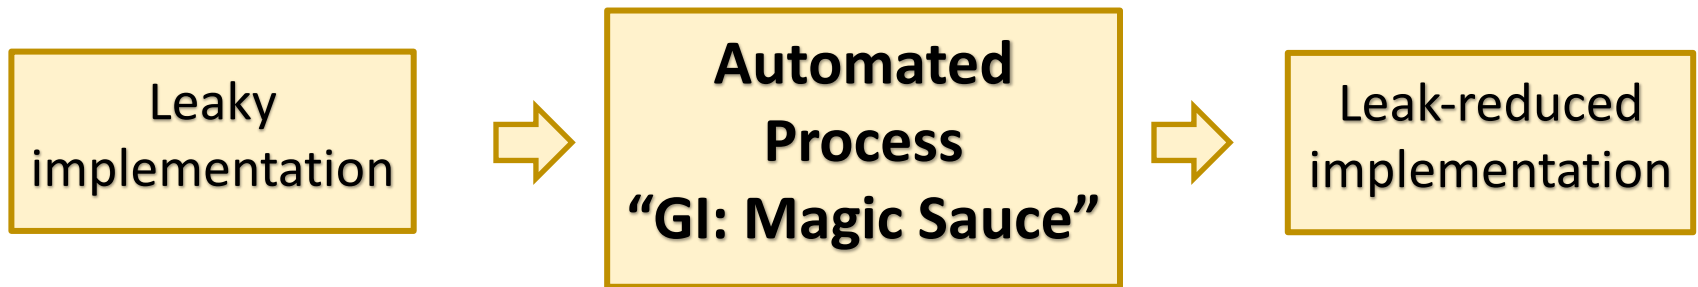 Leaky
implementation
Automated
Process
“GI: Magic Sauce”
Leak-reduced
implementation